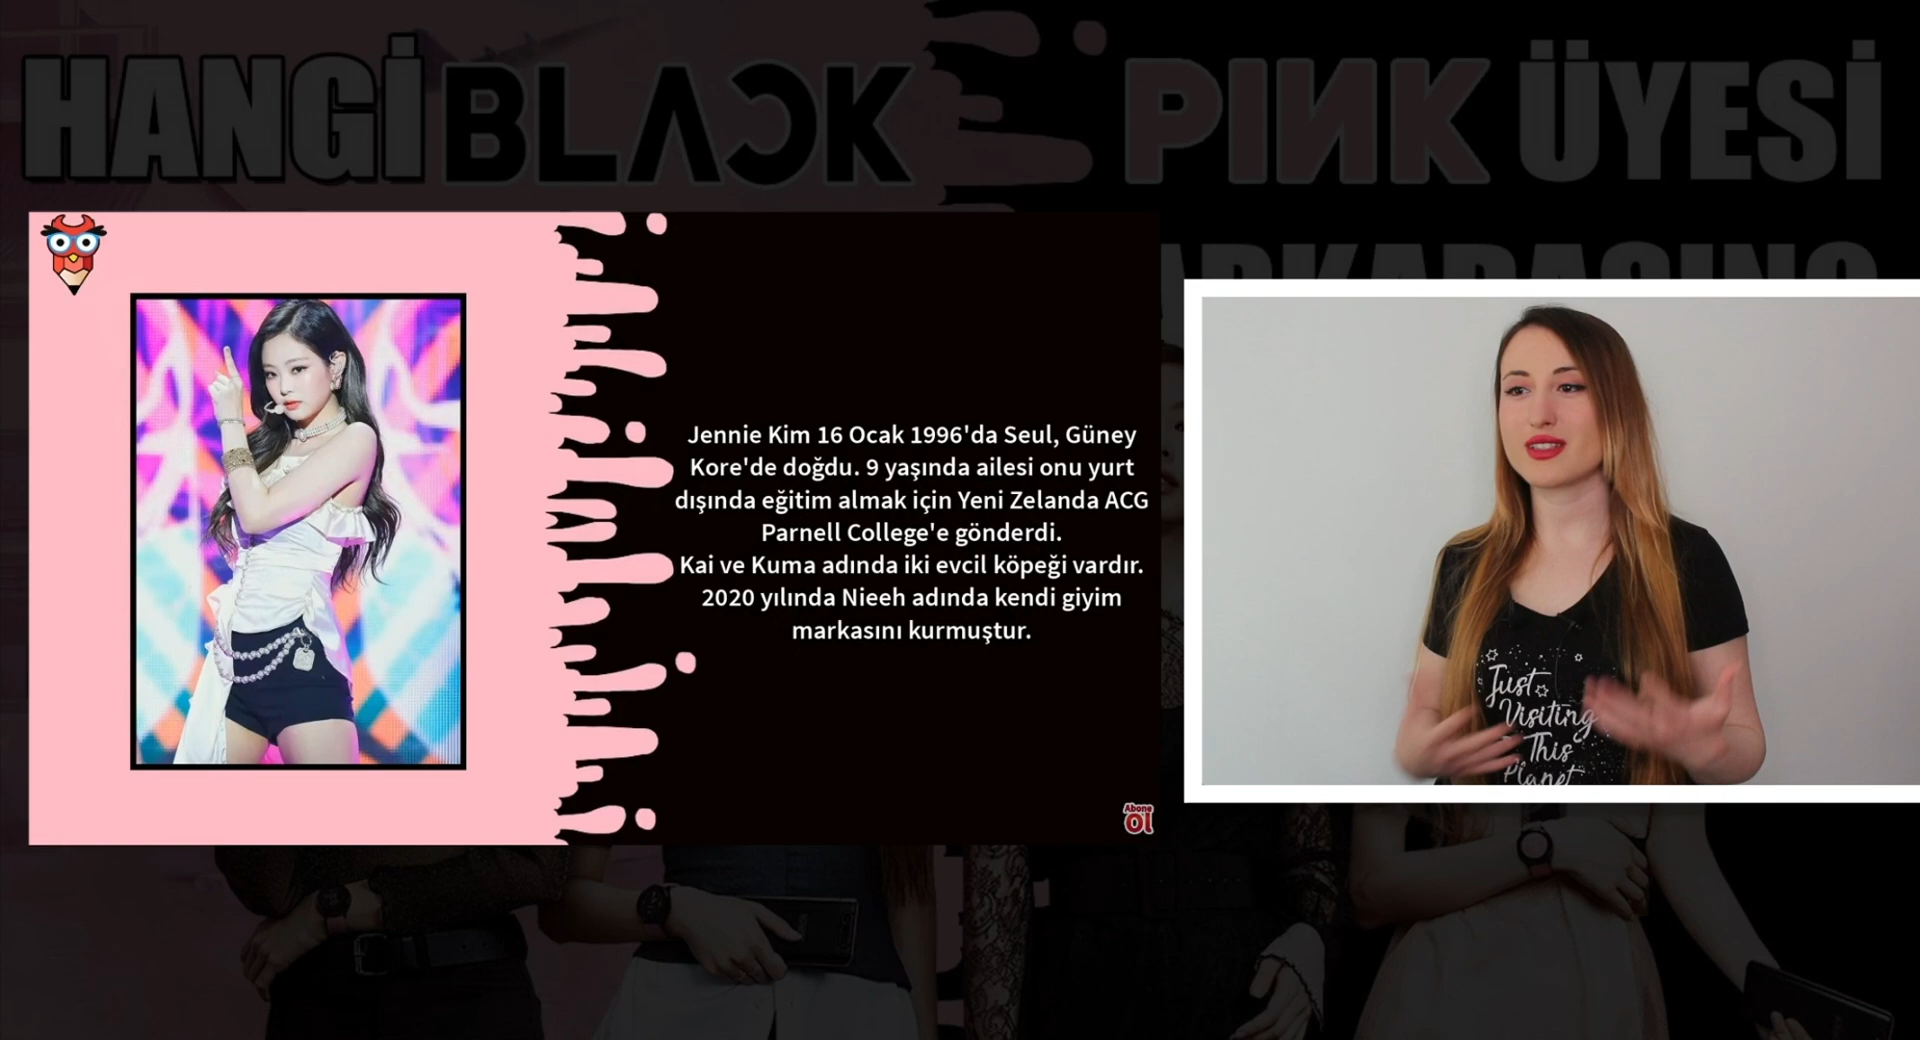 HANGİ BLACK PINK ÜYESİ
Jennie Kim 16 Ocak 1996'da Seul, Güney
Kore'de doğdu. 9 yaşında ailesi onu yurt
dışında eğitim almak için Yeni Zelanda ACG
Parnell College'e gönderdi.
Kai ve Kuma adında iki evcil köpeği vardır.
2020 yılında Nieeh adında kendi giyim
markasını kurmuştur.
Abone
Ol
Just
Visiting
This
Planet